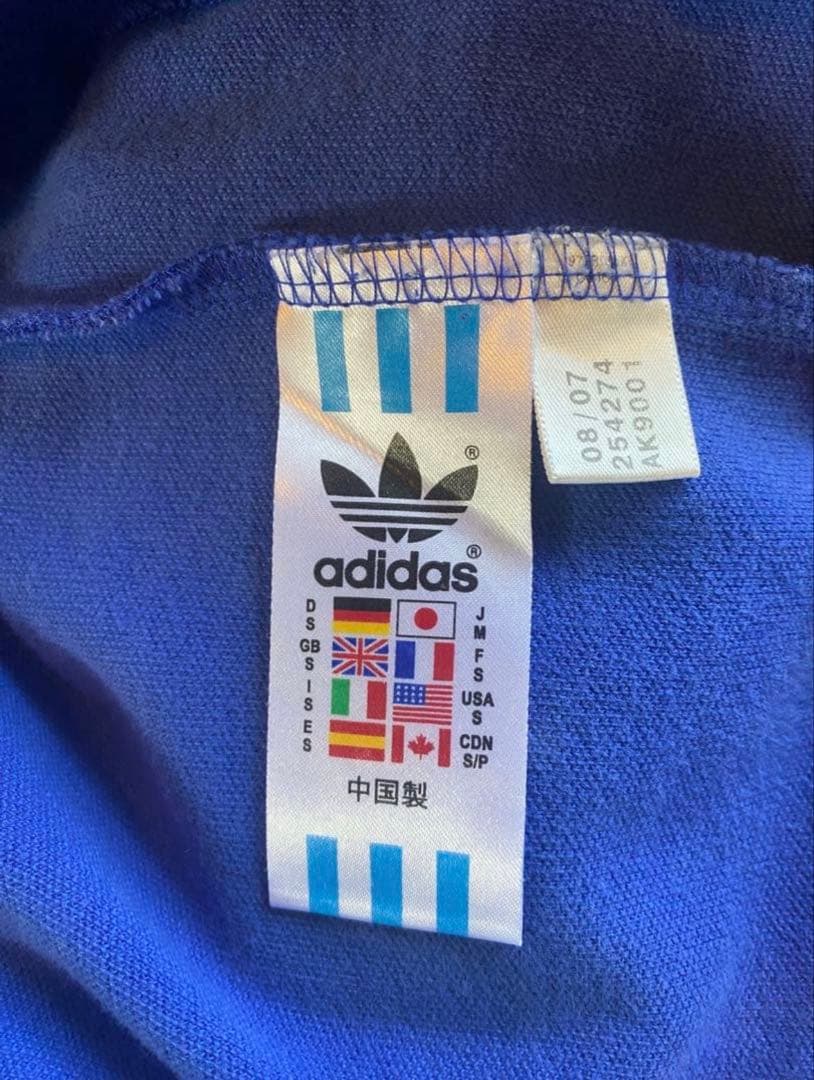 08/07
254274
AK9001
®
adidas®
D
S
J
M
GB
S
F
S
I
S
USA
S
E
S
CDN
S/P
中国製